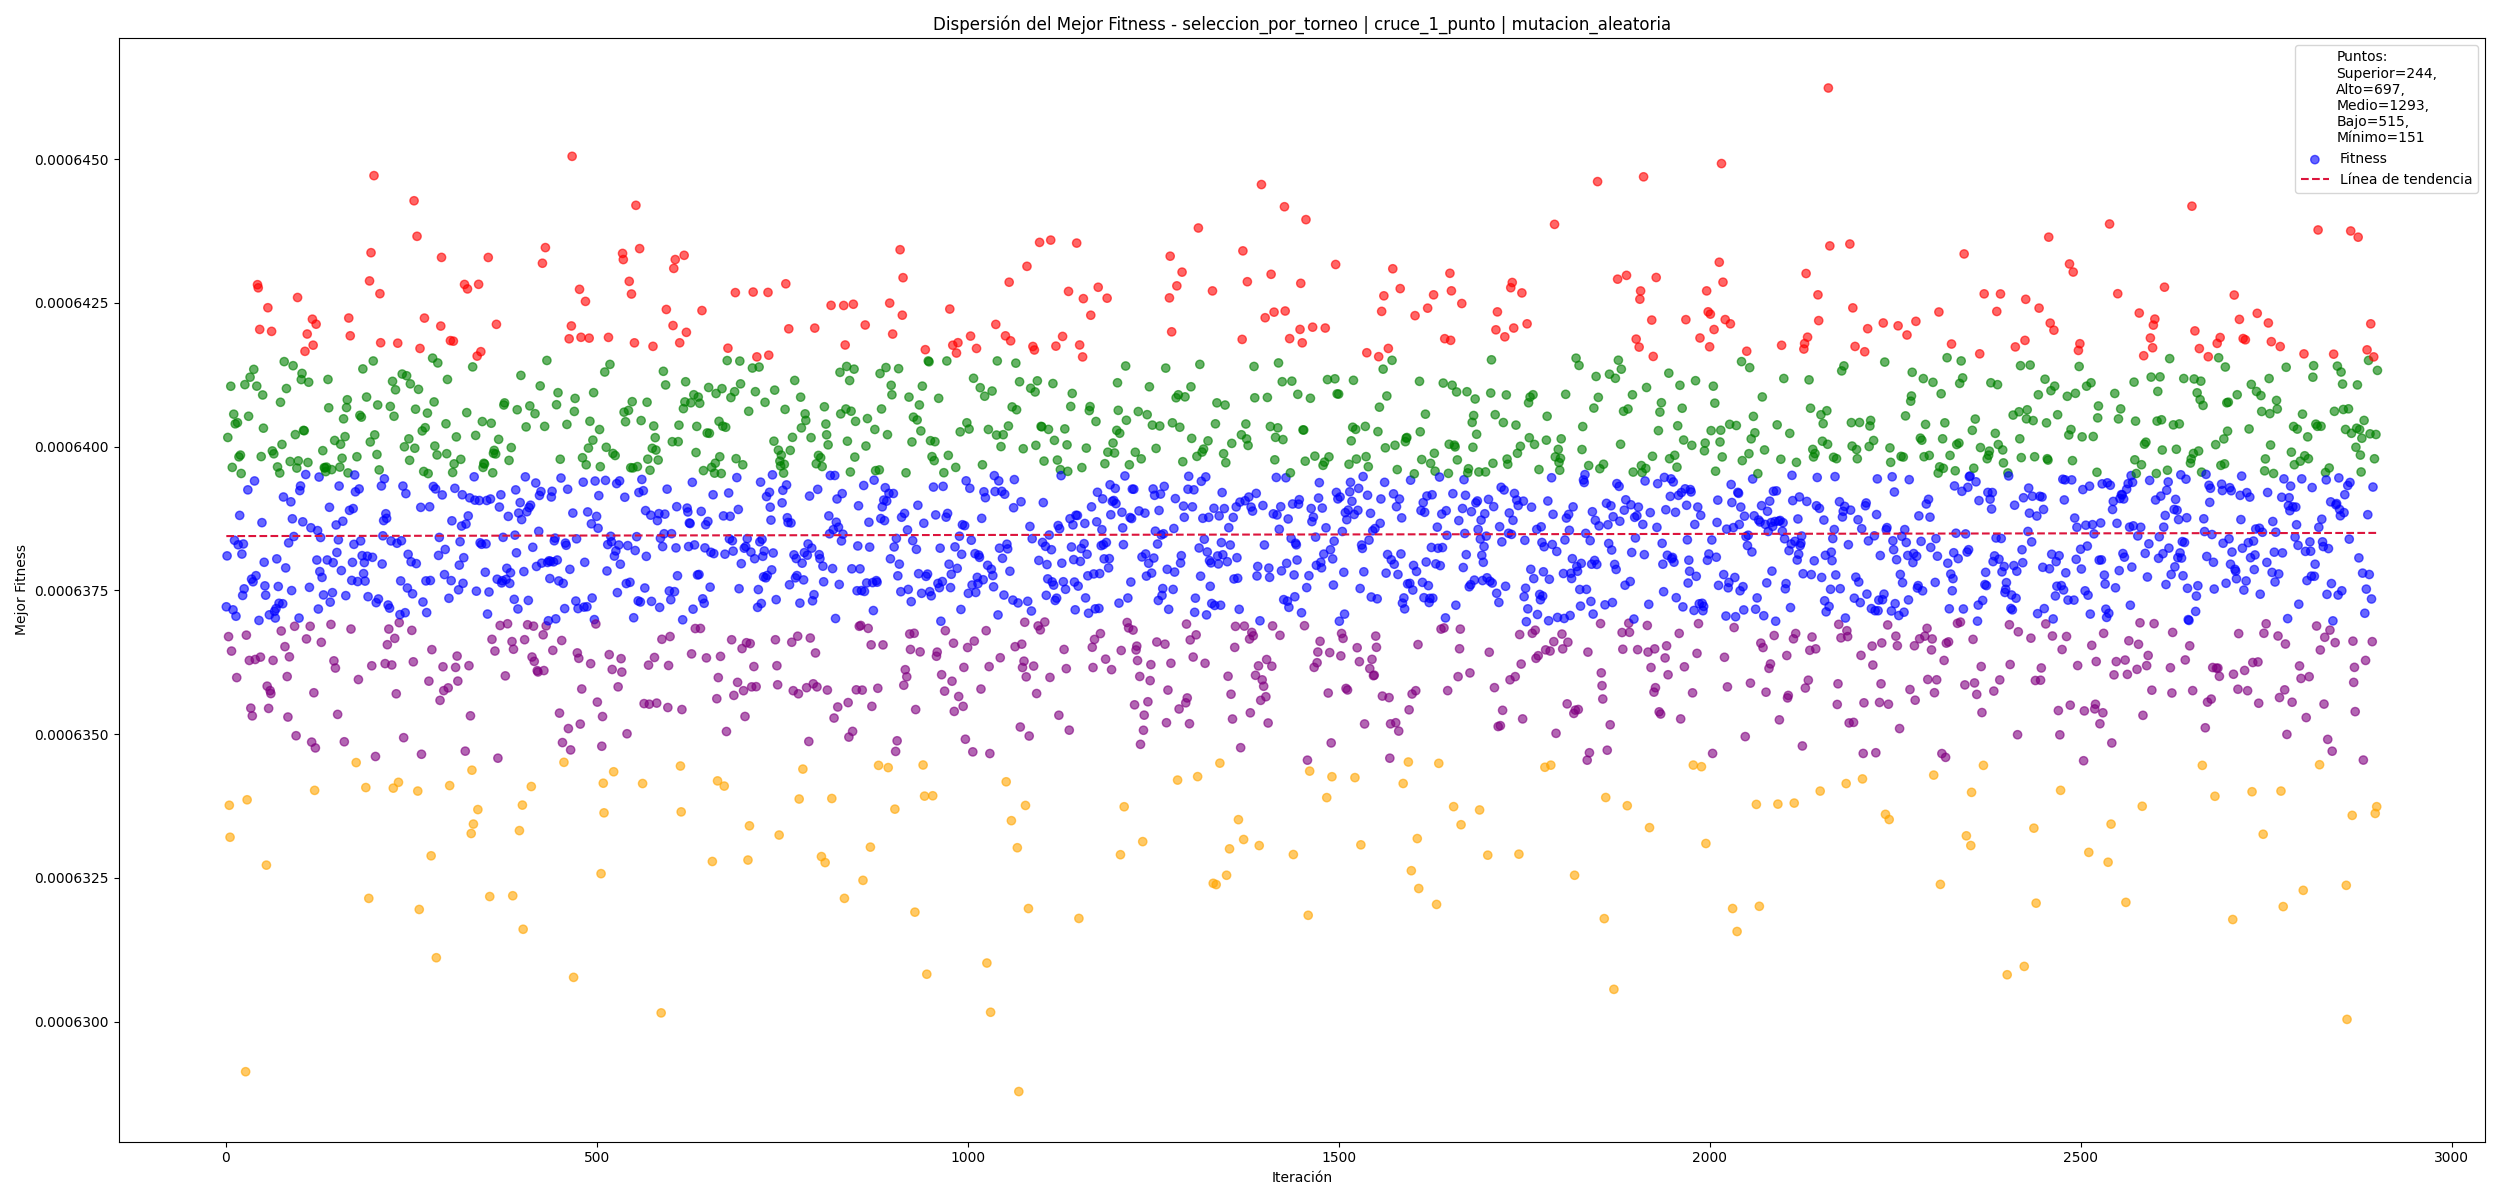 Dispersión del Mejor Fitness - seleccion_por_torneo | cruce_1_punto | mutacion_aleatoria
Puntos:
Superior=244,
Alto=697,
Medio=1293,
Bajo=515,
Mínimo=151
Fitness
Línea de tendencia
Mejor Fitness
0.0006450
0.0006425
0.0006400
0.0006375
0.0006350
0.0006325
0.0006300
0
500
1000
1500
2000
2500
3000
Iteración